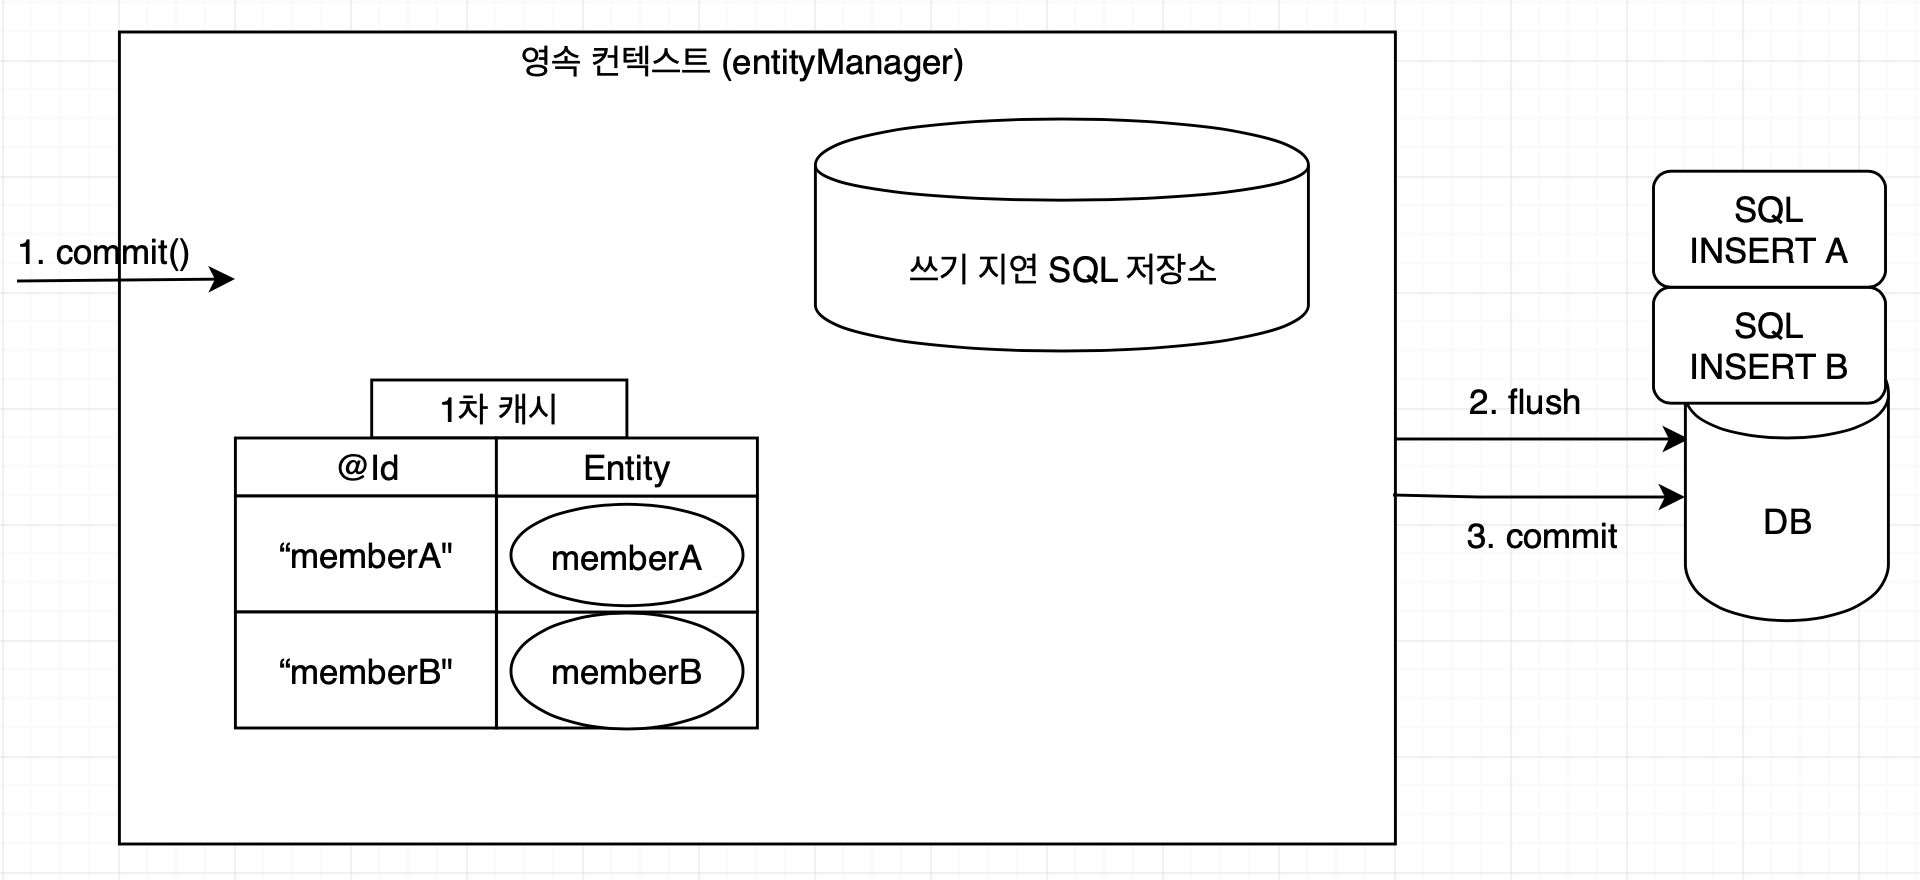 영속 컨텍스트 (entityManager)
1. commit()
쓰기 지연 SQL 저장소
SQL
INSERT A
SQL
INSERT B
1차 캐시
@Id
Entity
“memberA"
memberA
“memberB"
memberB
2. flush
3. commit
DB